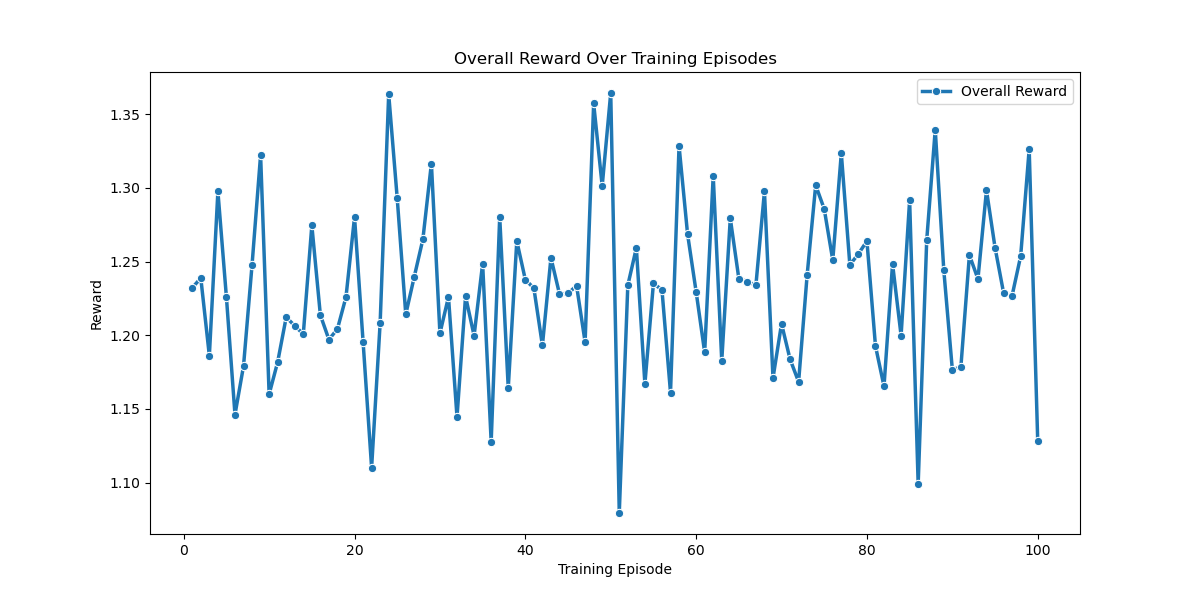 Overall Reward Over Training Episodes
Overall Reward
1.35
1.30
1.25
1.20
1.15
1.10
Reward
0 20 40 60 80 100
Training Episode